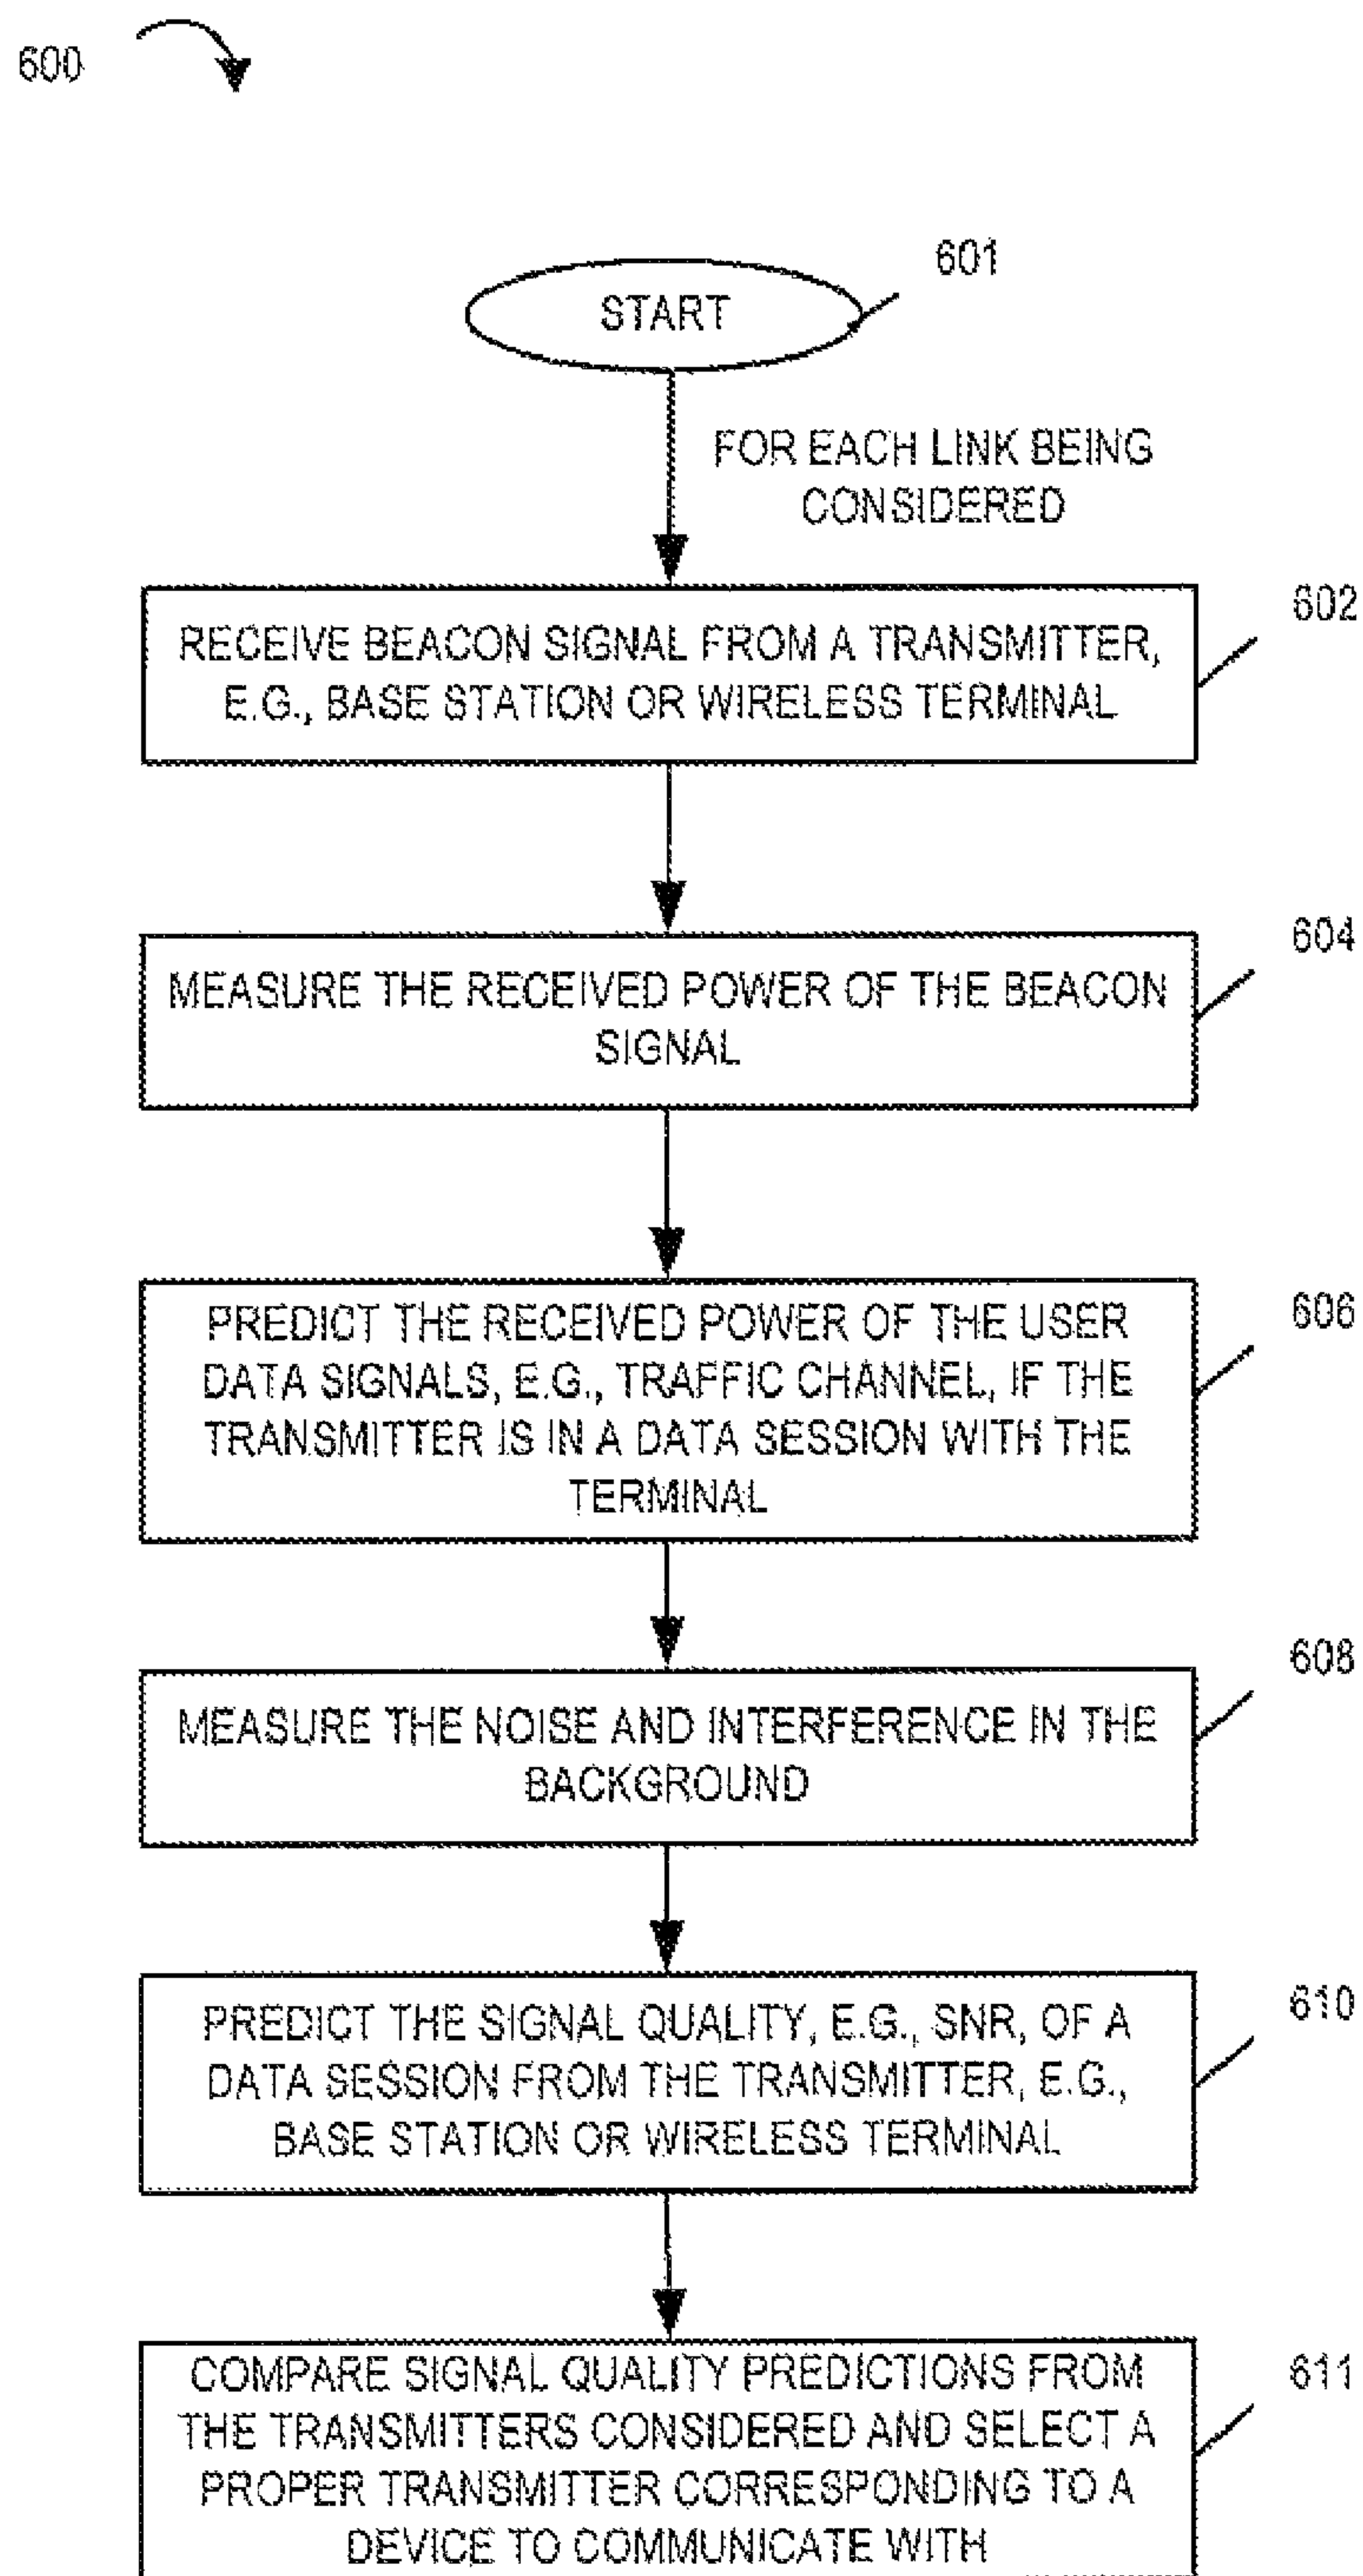 600
601
START
FOR EACH LINK BEING
CONSIDERED
602
RECEIVE BEACON SIGNAL FROM A TRANSMITTER,
E.G., BASE STATION OR WIRELESS TERMINAL
604
MEASURE THE RECEIVED POWER OF THE BEACON
SIGNAL
606
PREDICT THE RECEIVED POWER OF THE USER
DATA SIGNALS, E.G., TRAFFIC CHANNEL, IF THE
TRANSMITTER IS IN A DATA SESSION WITH THE
TERMINAL
608
MEASURE THE NOISE AND INTERFERENCE IN THE
BACKGROUND
610
PREDICT THE SIGNAL QUALITY, E.G., SNR, OF A
DATA SESSION FROM THE TRANSMITTER, E.G.,
BASE STATION OR WIRELESS TERMINAL
611
COMPARE SIGNAL QUALITY PREDICTIONS FROM
THE TRANSMITTERS CONSIDERED AND SELECT A
PROPER TRANSMITTER CORRESPONDING TO A
DEVICE TO COMMUNICATE WITH